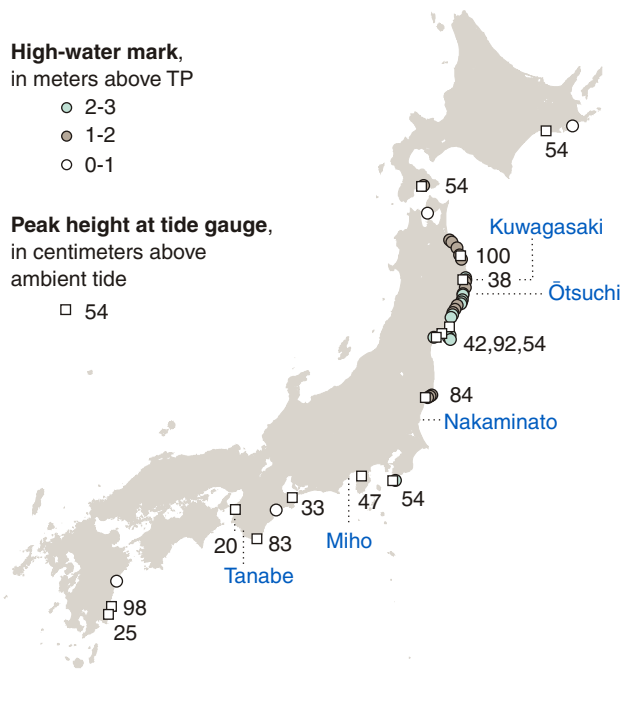 High-water mark,
in meters above TP
2-3
1-2
0-1
Peak height at tide gauge,
in centimeters above
ambient tide
54
54
54
Kuwagasaki
100
38
Ōtsuchi
42,92,54
84
Nakaminato
33
47
54
20
83
Miho
Tanabe
98
25